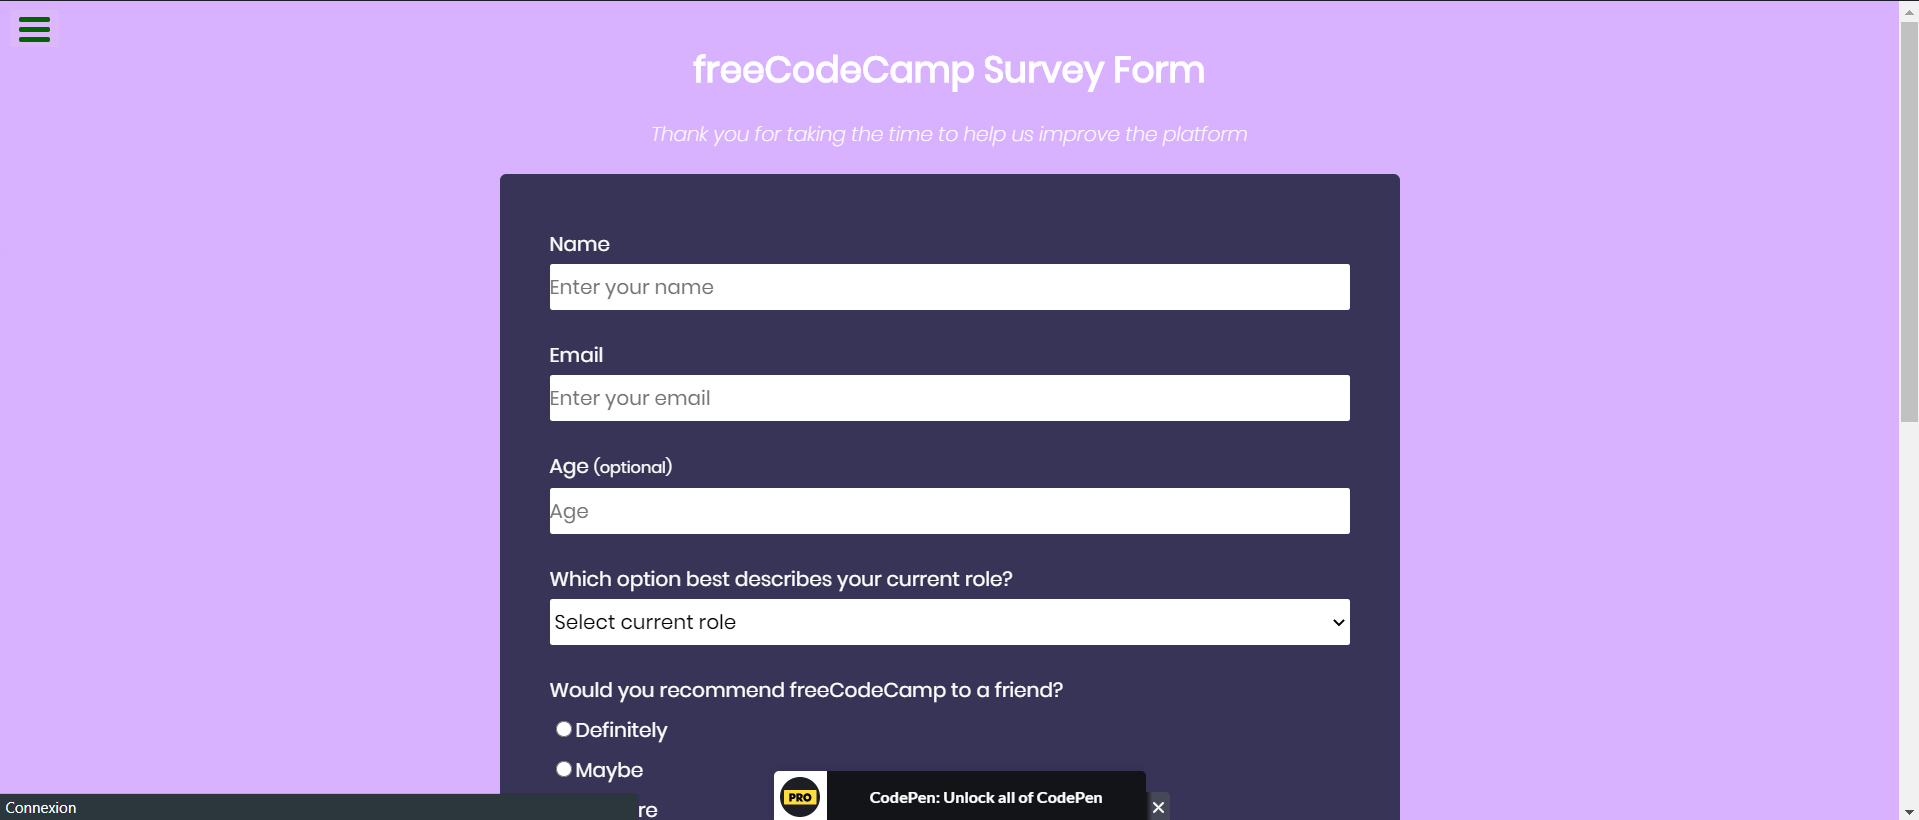 freeCodeCamp Survey Form
Thank you for taking the time to help us improve the platform
Name
Enter your name
Email
Enter your email
Age (optional)
Age
Which option best describes your current role?
Select current role
Would you recommend freeCodeCamp to a friend?
Definitely
Maybe
re
PRO
CodePen: Unlock all of CodePen
Connexion